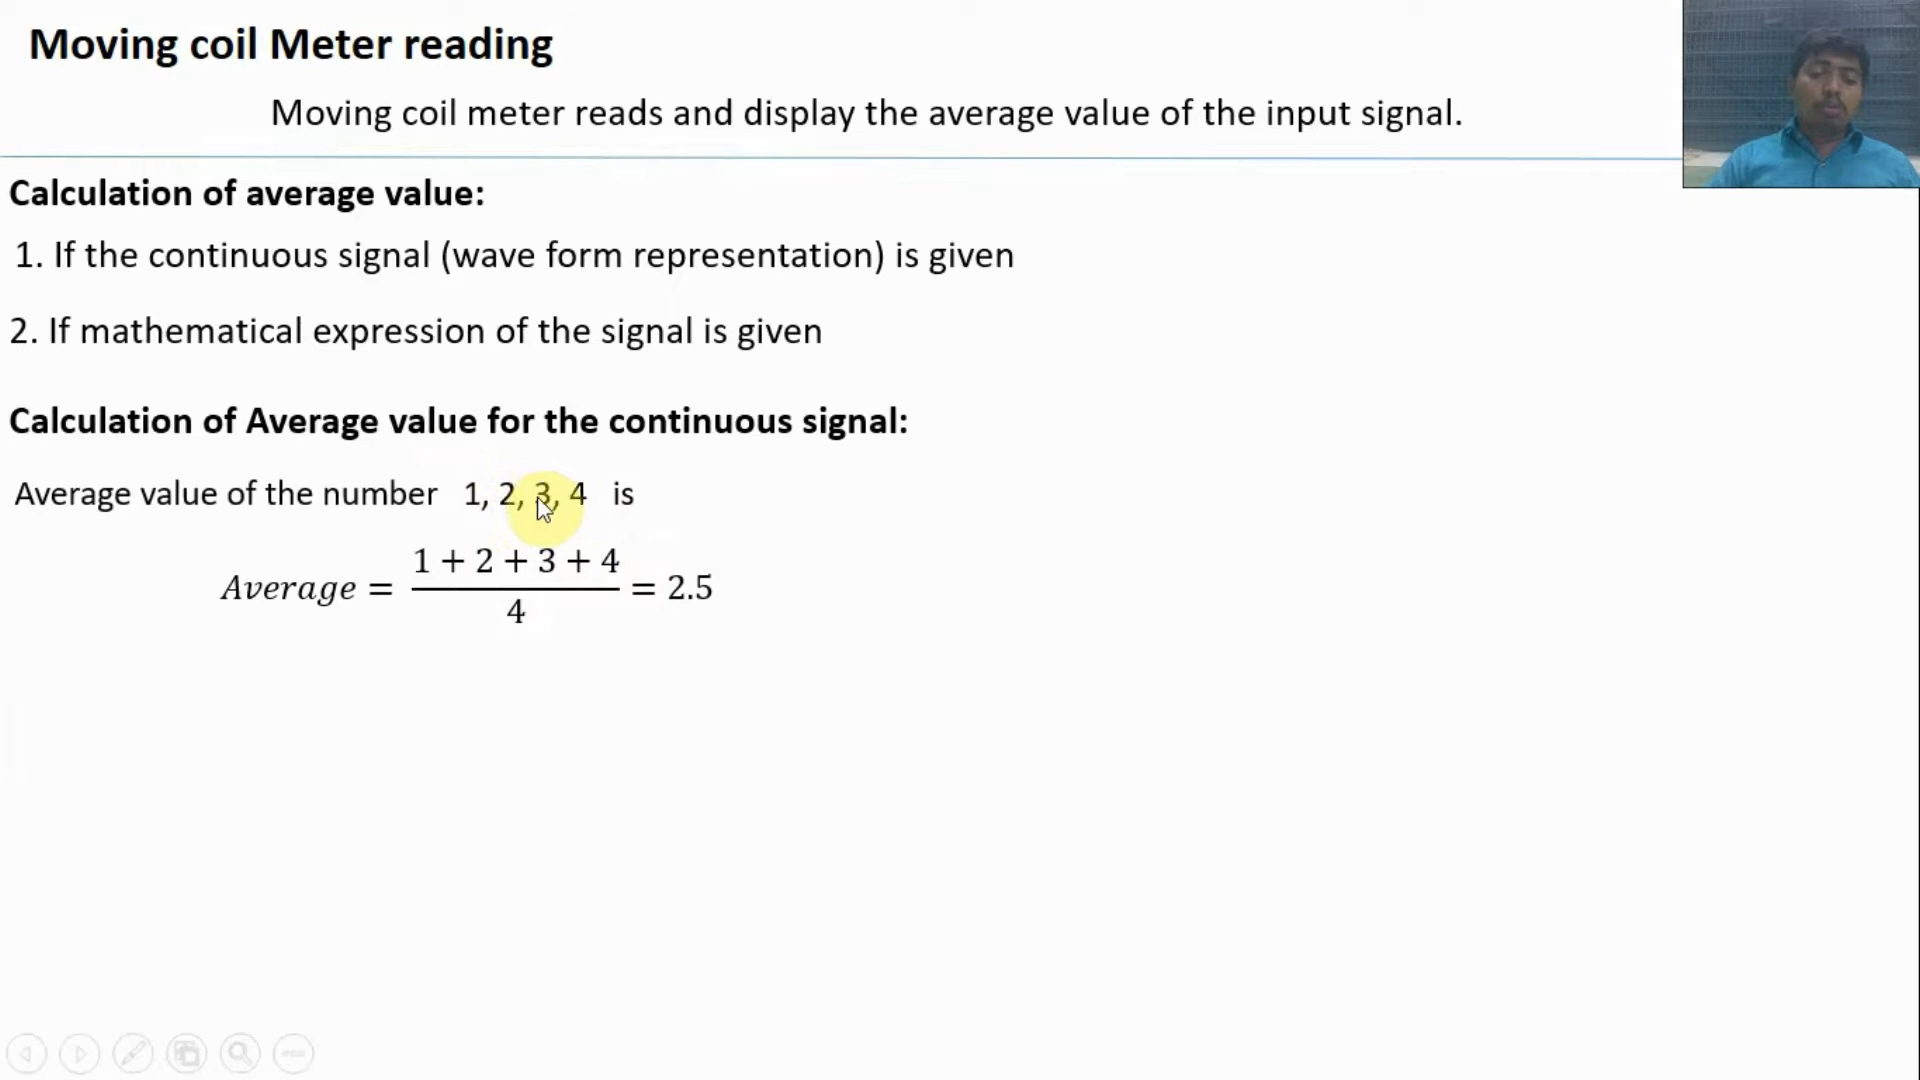 Moving coil Meter reading
Moving coil meter reads and display the average value of the input signal.
Calculation of average value:
1. If the continuous signal (wave form representation) is given
2. If mathematical expression of the signal is given
Calculation of Average value for the continuous signal:
Average value of the number 1, 2, 3, 4 is
Average = (1 + 2 + 3 + 4) / 4 = 2.5